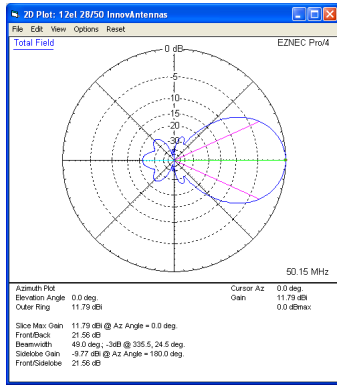 2D Plot: 12el 28/50 InnovAntennas
File Edit View Options Reset
Total Field
0 dB
EZNEC Pro/4
-5
-10
-15
-20
-30
50.15 MHz
Azimuth Plot
Elevation Angle 0.0 deg.
Outer Ring 11.79 dBi
Cursor Az 0.0 deg.
Gain 11.79 dBi
0.0 dBmax
Slice Max Gain 11.79 dBi @ Az Angle = 0.0 deg.
Front/Back 21.56 dB
Beamwidth 49.0 deg.; -3dB @ 335.5, 24.5 deg.
Sidelobe Gain -9.77 dBi @ Az Angle = 180.0 deg.
Front/Sidelobe 21.56 dB